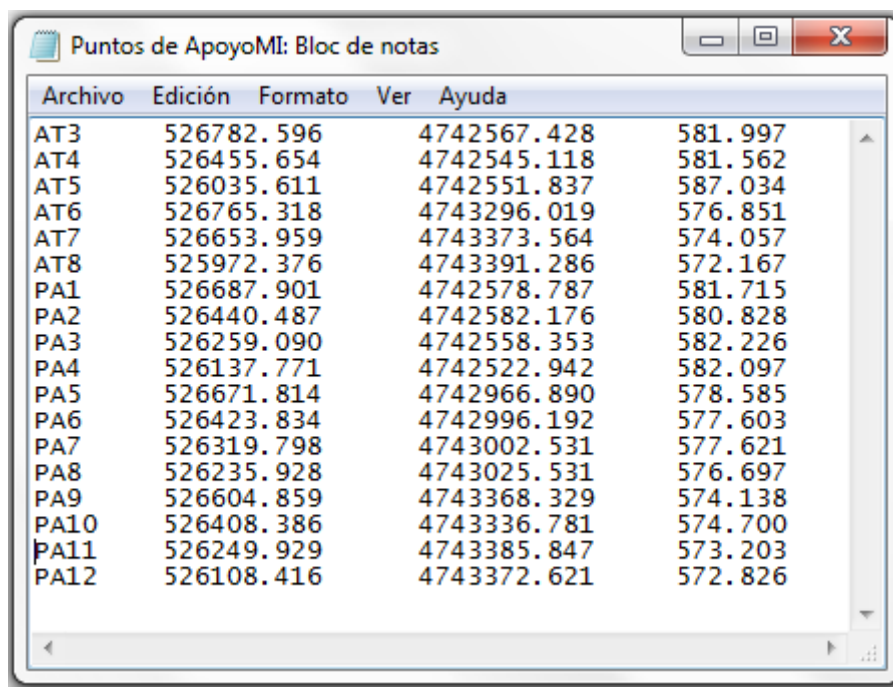 Puntos de ApoyoMI: Bloc de notas
Archivo Edición Formato Ver Ayuda
AT3 526782.596 4742567.428 581.997
AT4 526455.654 4742545.118 581.562
AT5 526035.611 4742551.837 587.034
AT6 526765.318 4743296.019 576.851
AT7 526653.959 4743373.564 574.057
AT8 525972.376 4743391.286 572.167
PA1 526687.901 4742578.787 581.715
PA2 526440.487 4742582.176 580.828
PA3 526259.090 4742558.353 582.226
PA4 526137.771 4742522.942 582.097
PA5 526671.814 4742966.890 578.585
PA6 526423.834 4742996.192 577.603
PA7 526319.798 4743002.531 577.621
PA8 526235.928 4743025.531 576.697
PA9 526604.859 4743368.329 574.138
PA10 526408.386 4743336.781 574.700
PA11 526249.929 4743385.847 573.203
PA12 526108.416 4743372.621 572.826